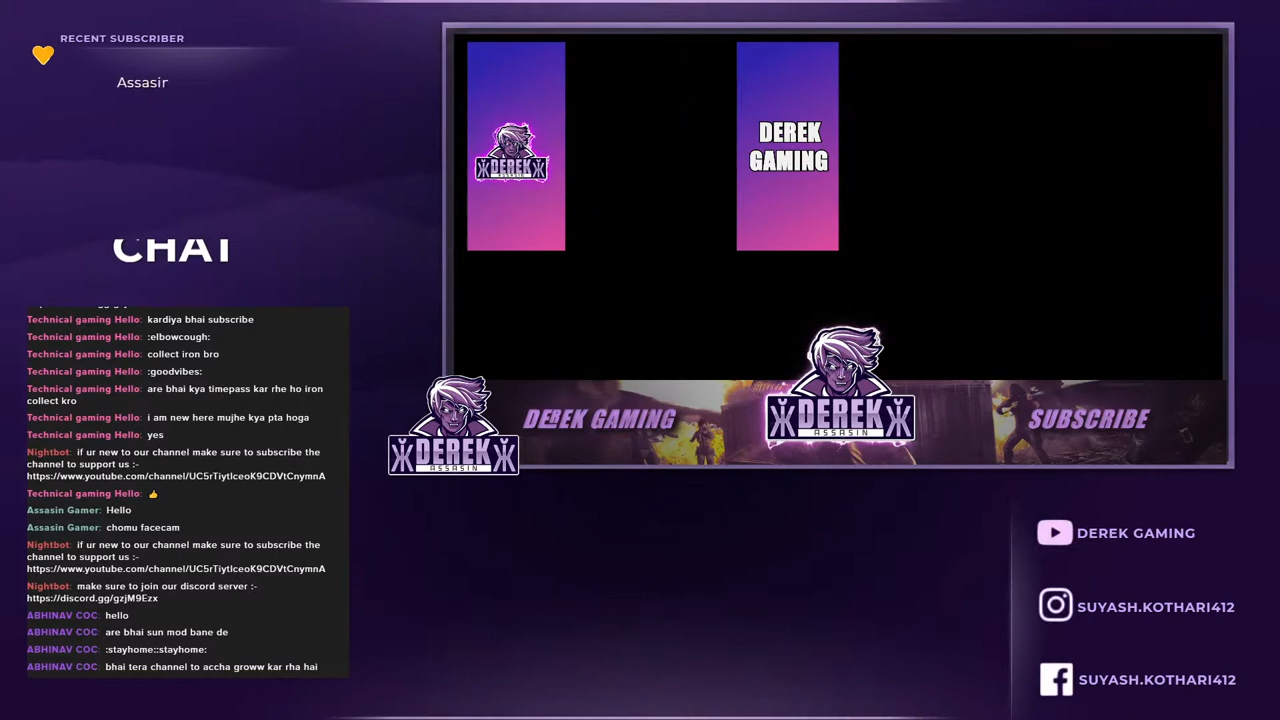 RECENT SUBSCRIBER
Assasir
CHAT
Technical gaming Hello: kardiya bhai subscribe
Technical gaming Hello: :elbowcough:
Technical gaming Hello: collect iron bro
Technical gaming Hello: :goodvibes:
Technical gaming Hello: are bhai kya timepass kar rhe ho iron
collect kro
Technical gaming Hello: i am new here mujhe kya pta hoga
Technical gaming Hello: yes
Nightbot: if ur new to our channel make sure to subscribe the
channel to support us :-
https://www.youtube.com/channel/UC5rTiytlceoK9CDVtCnymnA
Technical gaming Hello: 👍
Assasin Gamer: Hello
Assasin Gamer: chomu facecam
Nightbot: if ur new to our channel make sure to subscribe the
channel to support us :-
https://www.youtube.com/channel/UC5rTiytlceoK9CDVtCnymnA
Nightbot: make sure to join our discord server :-
https://discord.gg/gzjM9Ezx
ABHINAV COC: hello
ABHINAV COC: are bhai sun mod bane de
ABHINAV COC: :stayhome::stayhome:
ABHINAV COC: bhai tera channel to accha groww kar rha hai
DEREK
ASSASIN
DEREK
GAMING
DEREK
ASSASIN
DEREK GAMING
DEREK
ASSASIN
SUBSCRIBE
DEREK GAMING
SUYASH.KOTHARI412
SUYASH.KOTHARI412